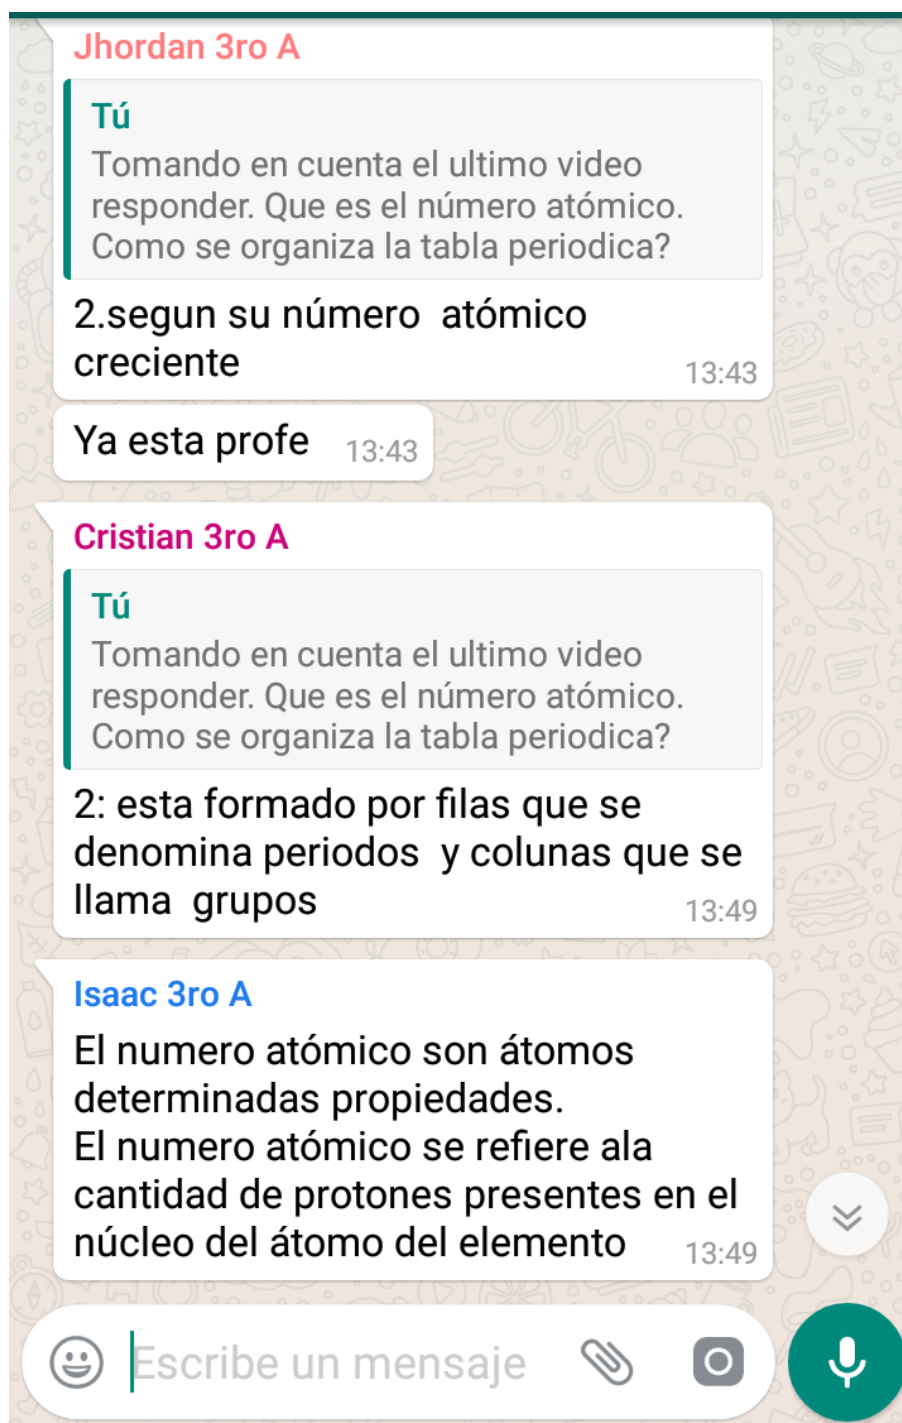 Jhordan 3ro A
Tú
Tomando en cuenta el ultimo video
responder. Que es el número atómico.
Como se organiza la tabla periodica?
2.segun su número atómico
creciente
13:43
Ya esta profe 13:43
Cristian 3ro A
Tú
Tomando en cuenta el ultimo video
responder. Que es el número atómico.
Como se organiza la tabla periodica?
2: esta formado por filas que se
denomina periodos y colunas que se
llama grupos
13:49
Isaac 3ro A
El numero atómico son átomos
determinadas propiedades.
El numero atómico se refiere ala
cantidad de protones presentes en el
núcleo del átomo del elemento
13:49
Escribe un mensaje